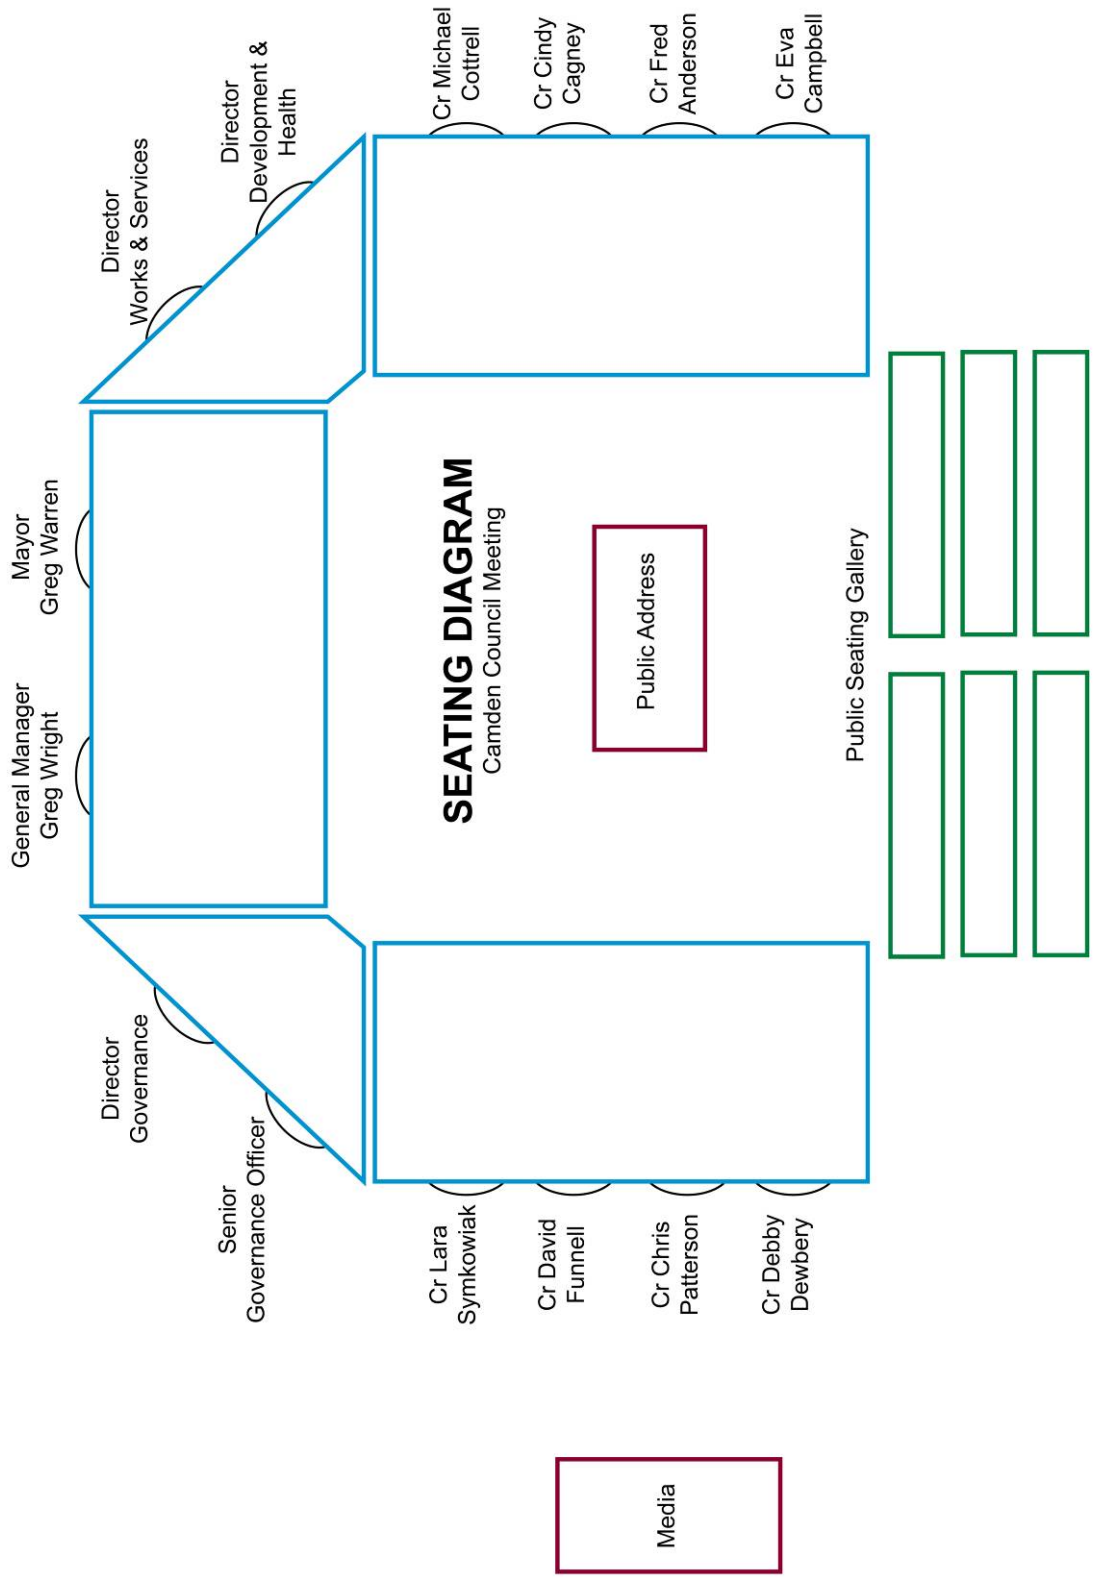 SEATING DIAGRAM
Camden Council Meeting
General Manager
Greg Wright
Mayor
Greg Warren
Director
Governance
Director
Works & Services
Senior
Governance Officer
Director
Development &
Health
Cr Lara
Symkowiak
Cr Michael
Cottrell
Cr David
Funnell
Cr Cindy
Cagney
Cr Chris
Patterson
Cr Fred
Anderson
Cr Debby
Dewbery
Cr Eva
Campbell
Public Address
Media
Public Seating Gallery